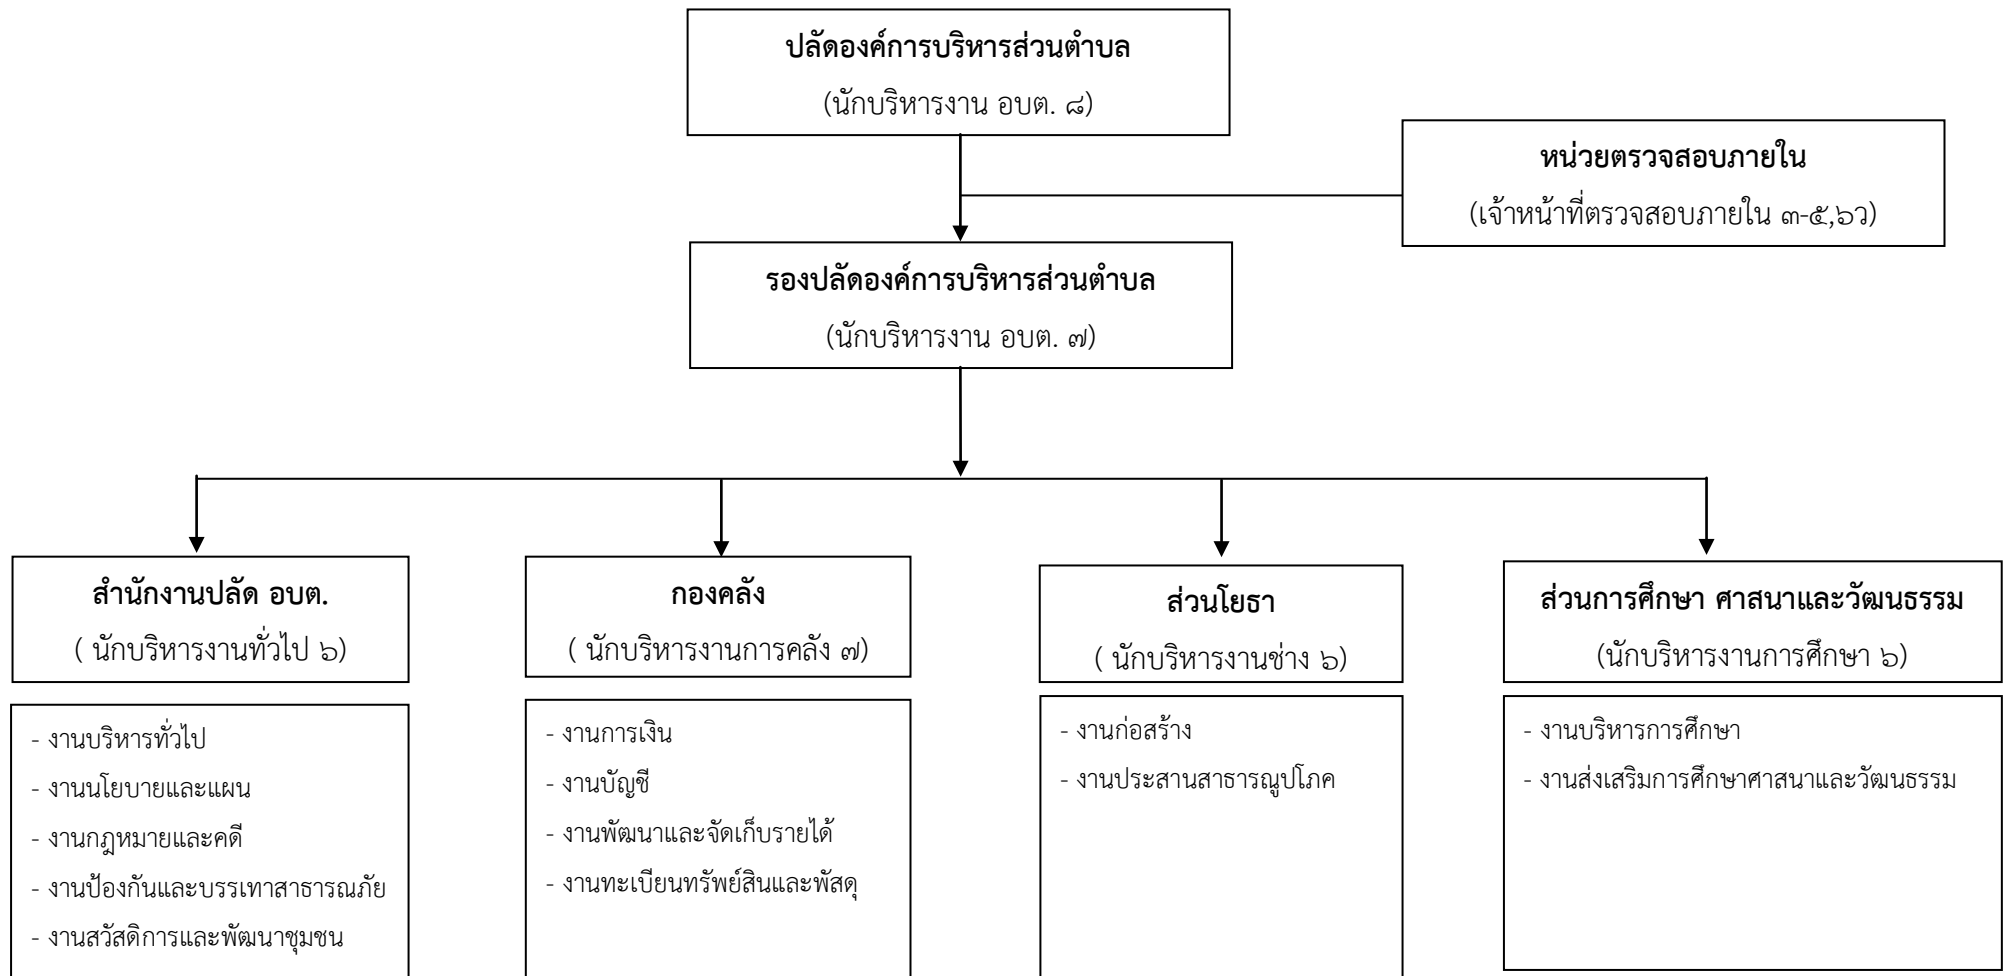 ปลัดองค์การบริหารส่วนตำบล
(นักบริหารงาน อบต. ๘)
หน่วยตรวจสอบภายใน
(เจ้าหน้าที่ตรวจสอบภายใน ๓-๕,๖ว)
รองปลัดองค์การบริหารส่วนตำบล
(นักบริหารงาน อบต. ๗)
สำนักงานปลัด อบต.
( นักบริหารงานทั่วไป ๖)
- งานบริหารทั่วไป
- งานนโยบายและแผน
- งานกฎหมายและคดี
- งานป้องกันและบรรเทาสาธารณภัย
- งานสวัสดิการและพัฒนาชุมชน
กองคลัง
( นักบริหารงานการคลัง ๗)
- งานการเงิน
- งานบัญชี
- งานพัฒนาและจัดเก็บรายได้
- งานทะเบียนทรัพย์สินและพัสดุ
ส่วนโยธา
( นักบริหารงานช่าง ๖)
- งานก่อสร้าง
- งานประสานสาธารณูปโภค
ส่วนการศึกษา ศาสนาและวัฒนธรรม
(นักบริหารงานการศึกษา ๖)
- งานบริหารการศึกษา
- งานส่งเสริมการศึกษาศาสนาและวัฒนธรรม